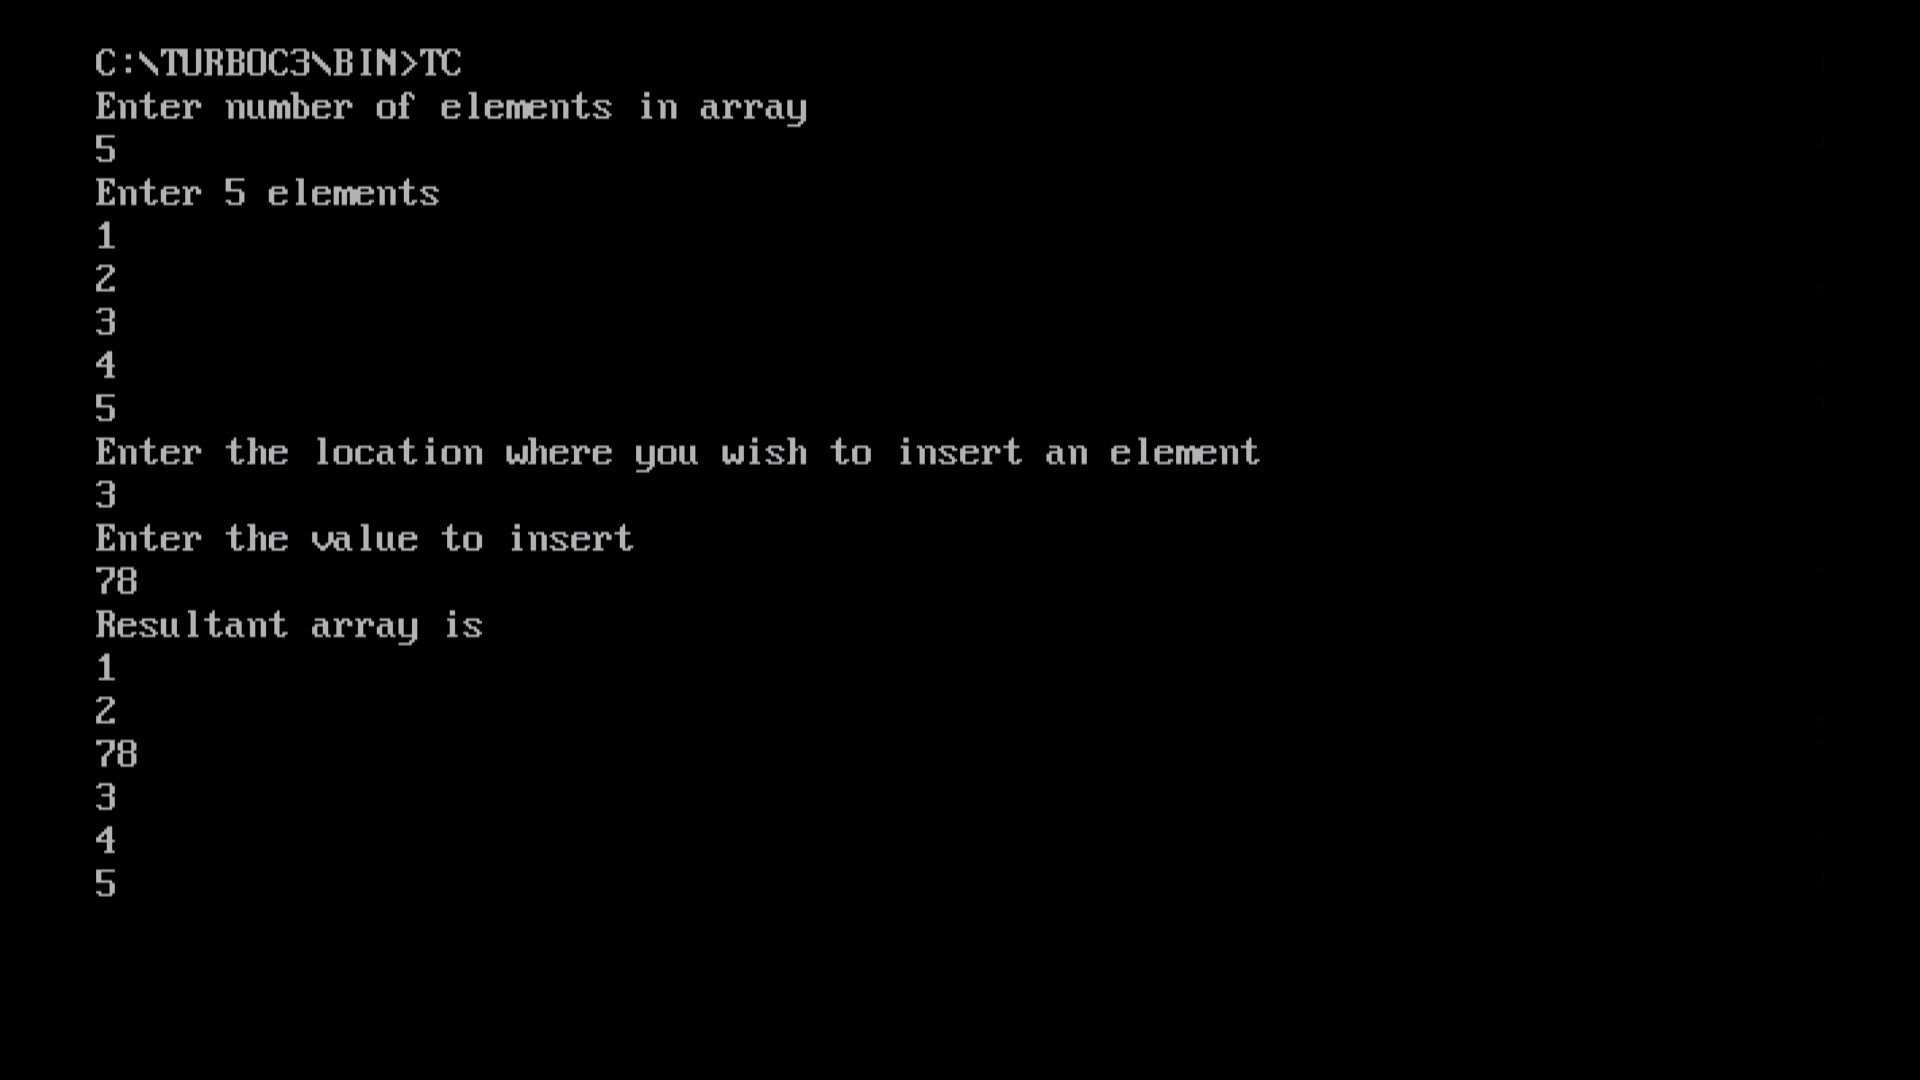 C:\TURBOC3\BIN>TC
Enter number of elements in array
5
Enter 5 elements
1
2
3
4
5
Enter the location where you wish to insert an element
3
Enter the value to insert
78
Resultant array is
1
2
78
3
4
5